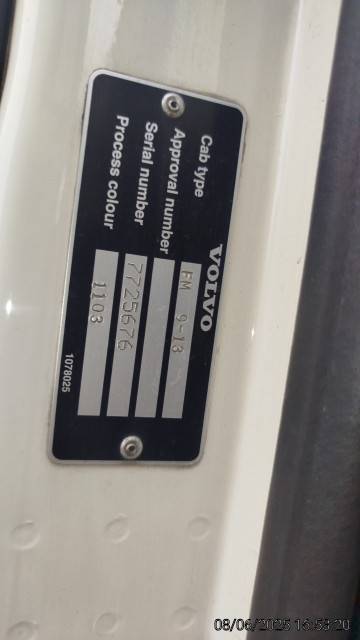 VOLVO
Cab type FM 9-13
Approval number
Serial number 7725676
Process colour 1103
1078025
08/06/2025 16:53:20